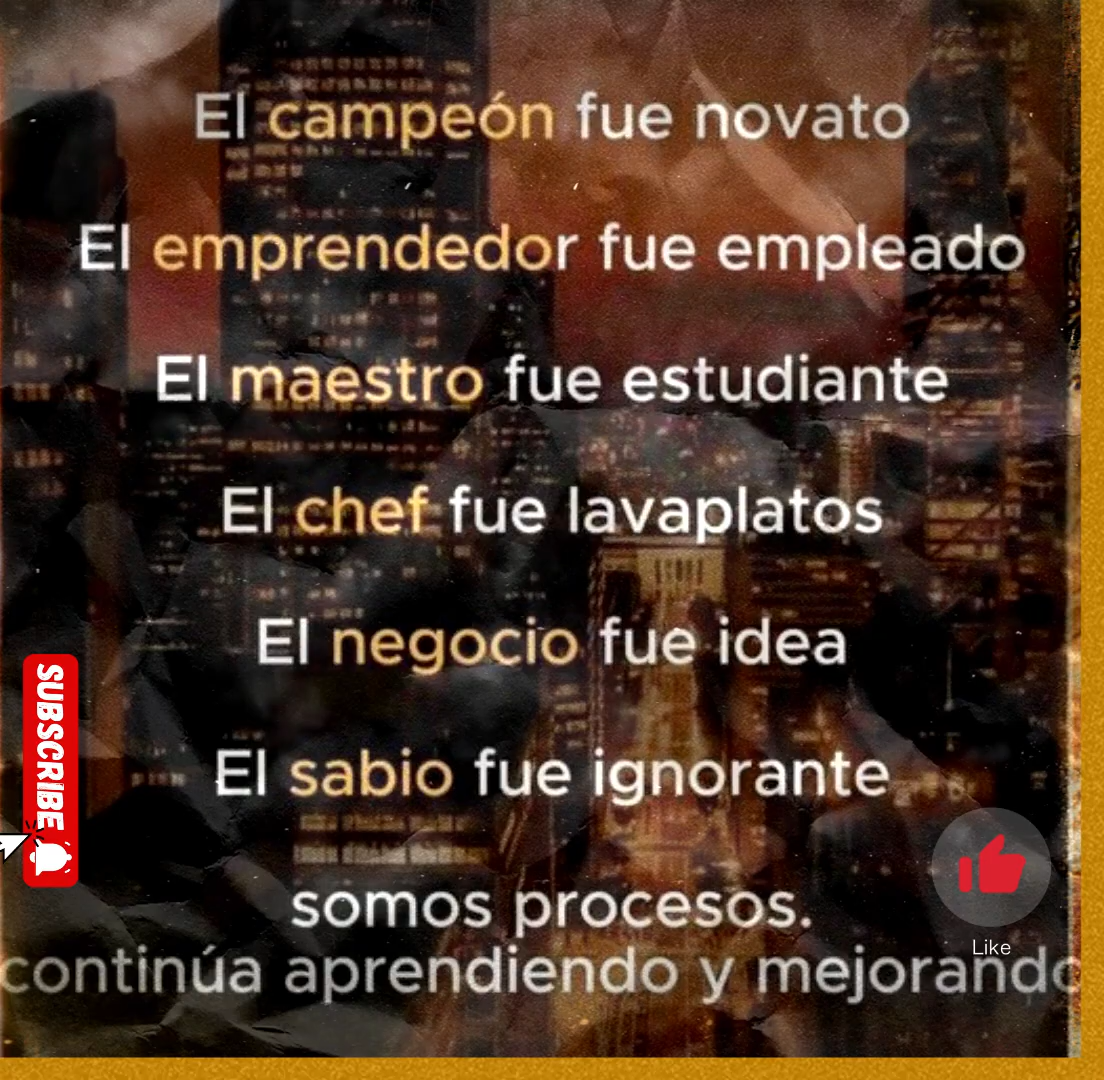 El campeón fue novato
El emprendedor fue empleado
El maestro fue estudiante
El chef fue lavaplatos
El negocio fue idea
El sabio fue ignorante
somos procesos.
continúa aprendiendo y mejorando
SUBSCRIBE
Like